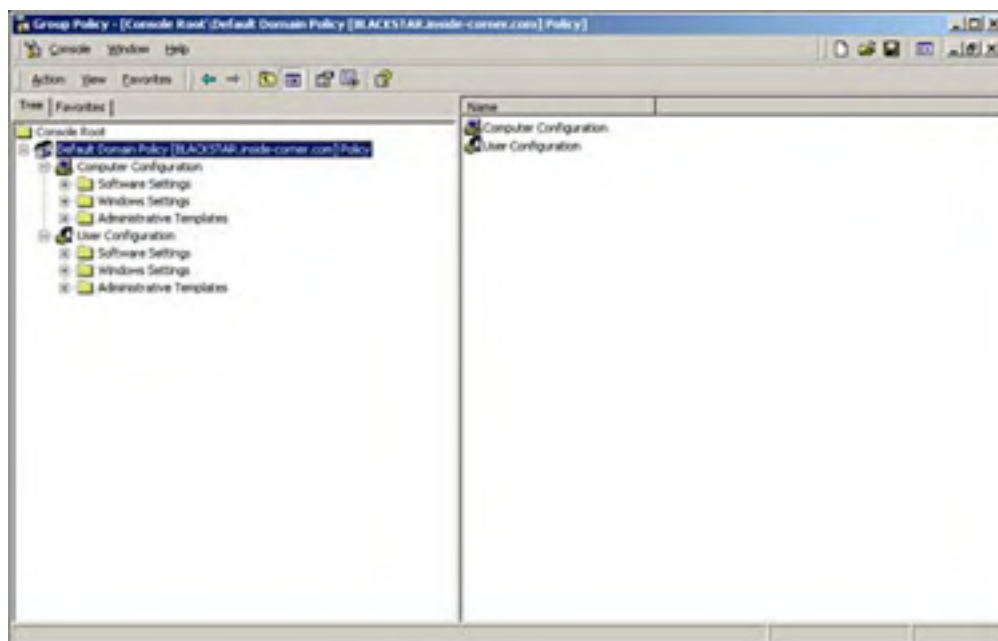 Group Policy - [Console Root\Default Domain Policy [BLACKSTAR.inside-corner.com] Policy]
Console Window Help
Action View Favorites
Tree Favorites
Name
Console Root
Default Domain Policy [BLACKSTAR.inside-corner.com] Policy
Computer Configuration
Software Settings
Windows Settings
Administrative Templates
User Configuration
Software Settings
Windows Settings
Administrative Templates
Computer Configuration
User Configuration